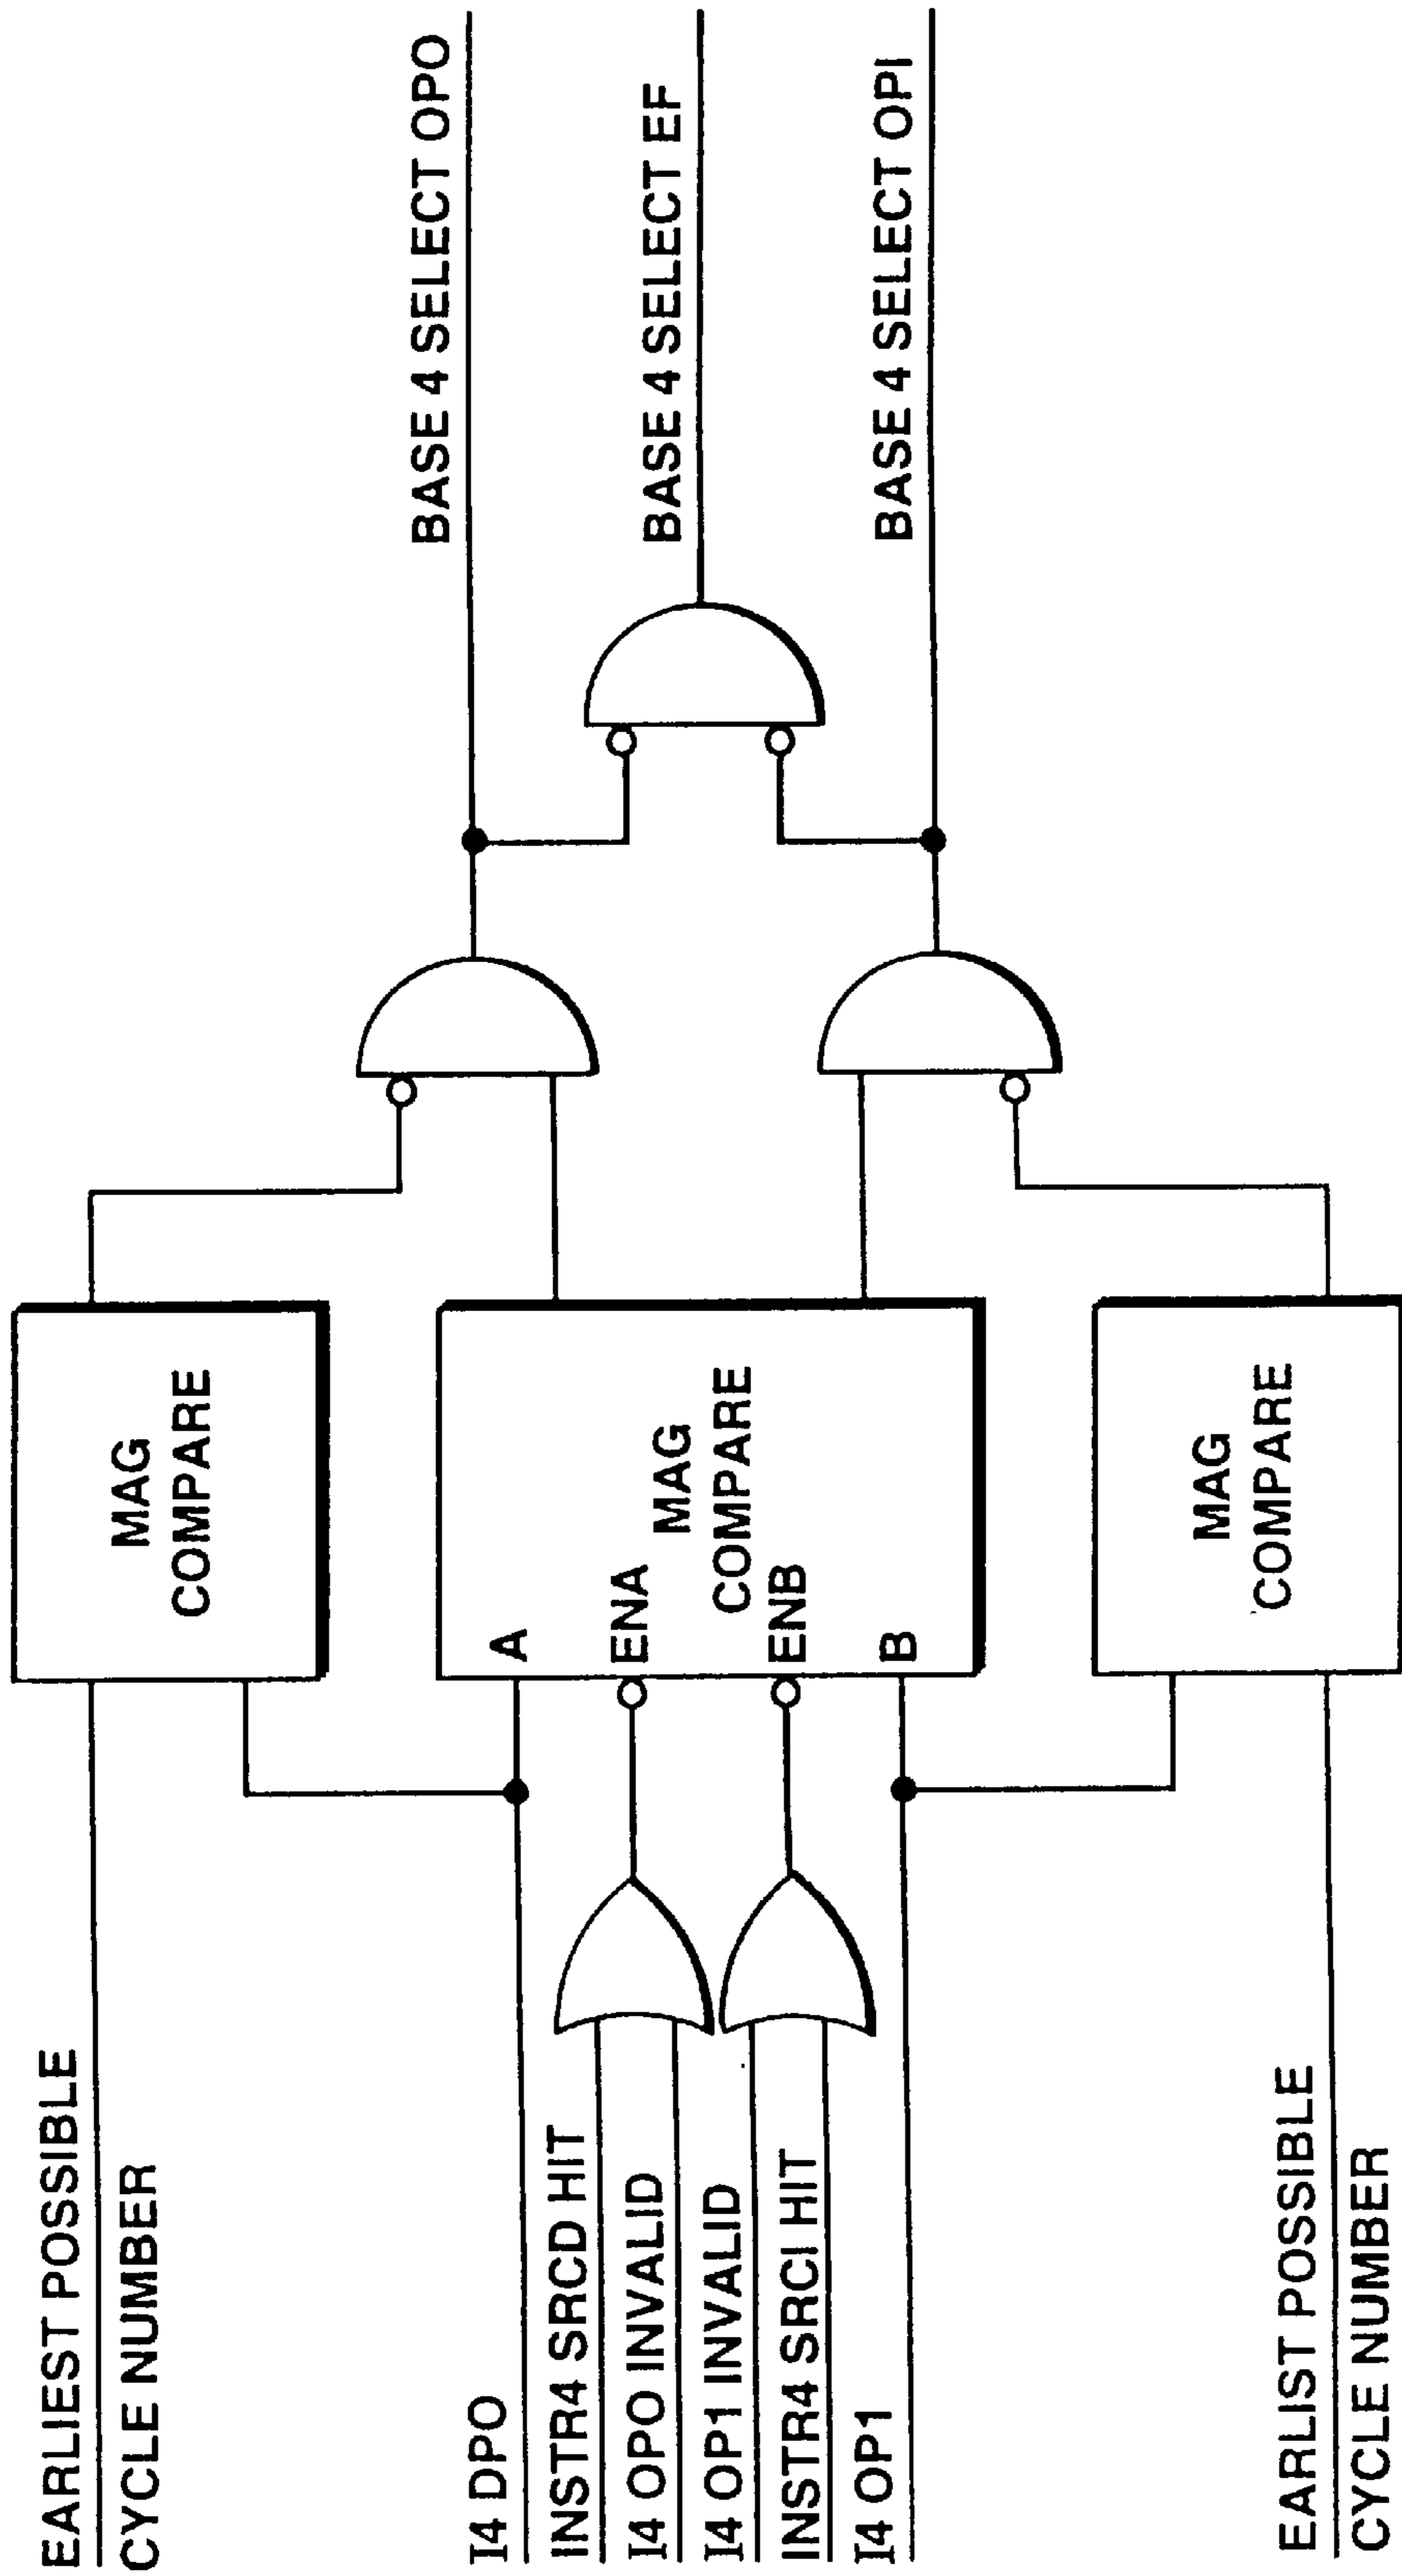 EARLIEST POSSIBLE
CYCLE NUMBER
I4 DPO
INSTR4 SRCD HIT
I4 OPO INVALID
I4 OP1 INVALID
INSTR4 SRCI HIT
I4 OP1
EARLIST POSSIBLE
CYCLE NUMBER
MAG
COMPARE
A
ENA
MAG
COMPARE
ENB
B
MAG
COMPARE
BASE 4 SELECT OPO
BASE 4 SELECT EF
BASE 4 SELECT OPI